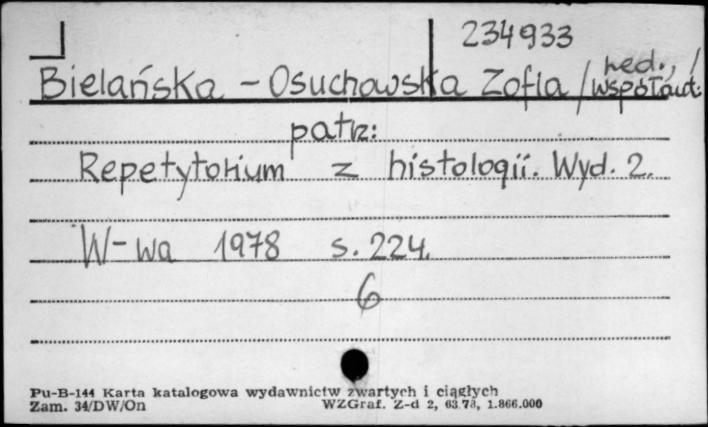 234933
Bielańska - Osuchowska Zofia / red., / współaut.
patrz:
Repetytorium z histologii. Wyd. 2.
W-wa 1978 s. 224.
6
Pu-B-144 Karta katalogowa wydawnictw zwartych i ciągłych
Zam. 34/DW/On WZGraf. Z-d 2, 63.78, 1.866.000